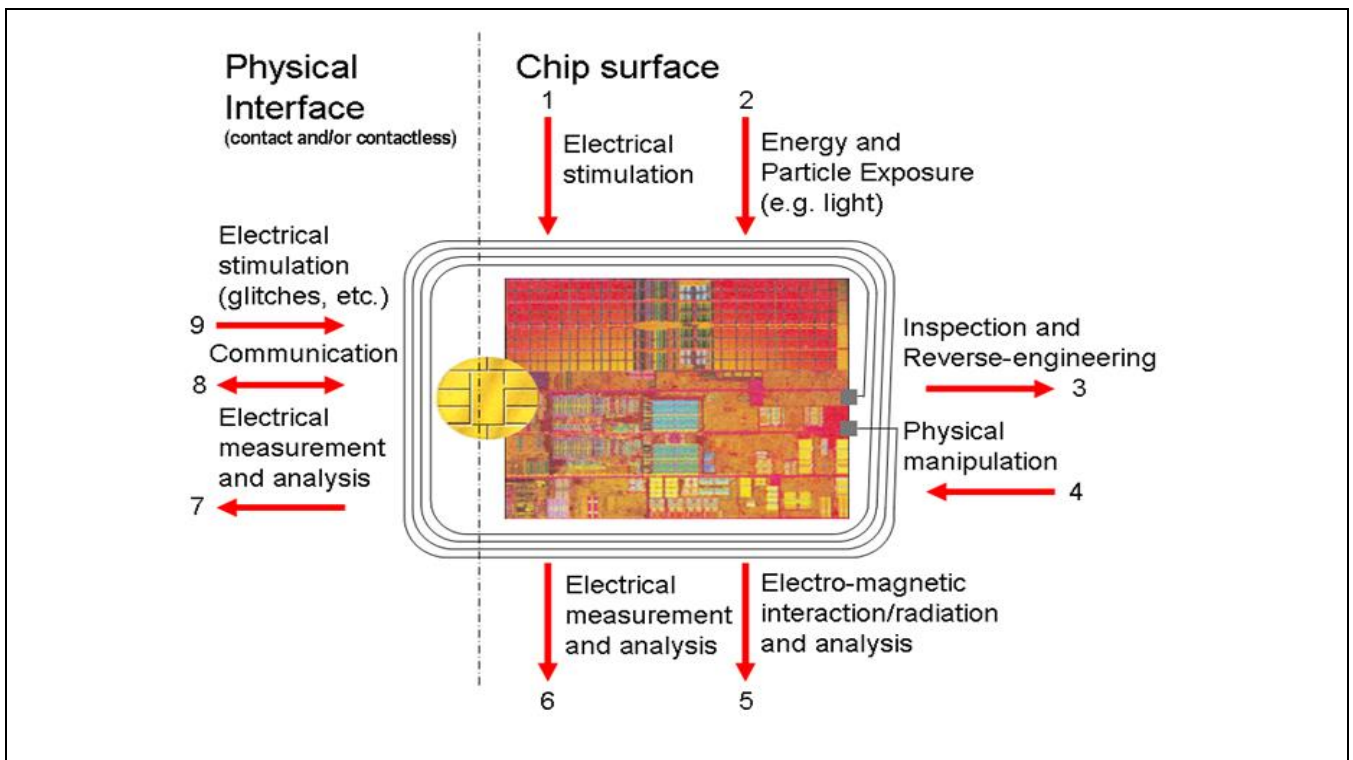 Physical
Interface
(contact and/or contactless)
Chip surface
1
2
Electrical
stimulation
Energy and
Particle Exposure
(e.g. light)
Electrical
stimulation
(glitches, etc.)
9
Communication
8
Electrical
measurement
and analysis
7
Inspection and
Reverse-engineering
3
Physical
manipulation
4
Electrical
measurement
and analysis
6
Electro-magnetic
interaction/radiation
and analysis
5